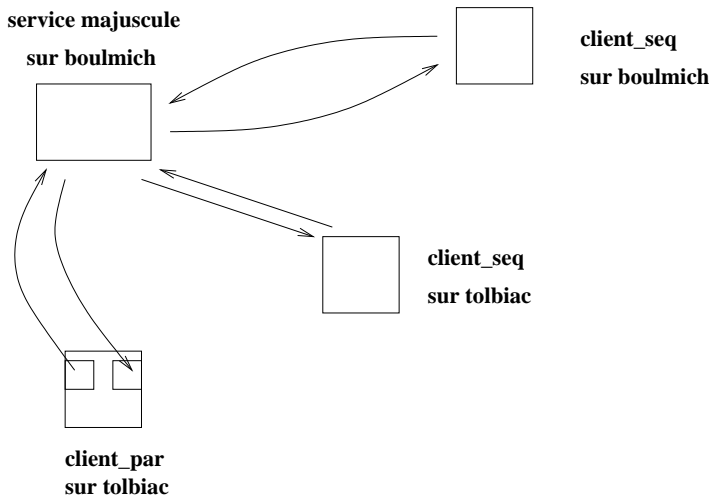 service majuscule
sur boulmich
client_seq
sur boulmich
client_seq
sur tolbiac
client_par
sur tolbiac